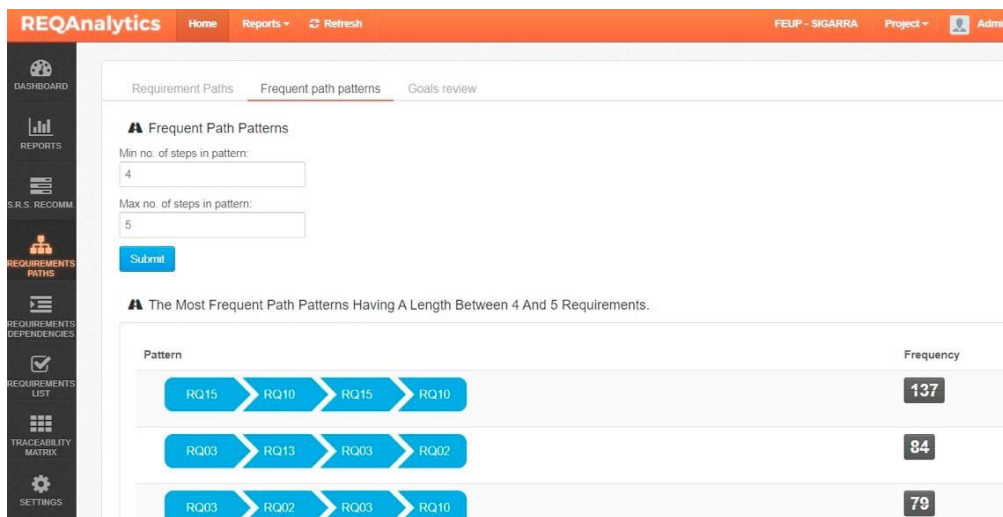 REQAnalytics Home Reports Refresh FEUP - SIGARRA Project
DASHBOARD
REPORTS
S.R.S. RECOMM.
REQUIREMENTS
PATHS
REQUIREMENTS
DEPENDENCIES
REQUIREMENTS
LIST
TRACEABILITY
MATRIX
SETTINGS
Requirement Paths Frequent path patterns Goals review
Frequent Path Patterns
Min no. of steps in pattern:
4
Max no. of steps in pattern:
5
Submit
The Most Frequent Path Patterns Having A Length Between 4 And 5 Requirements.
Pattern Frequency
RQ15 RQ10 RQ15 RQ10 137
RQ03 RQ13 RQ03 RQ02 84
RQ03 RQ02 RQ03 RQ10 79